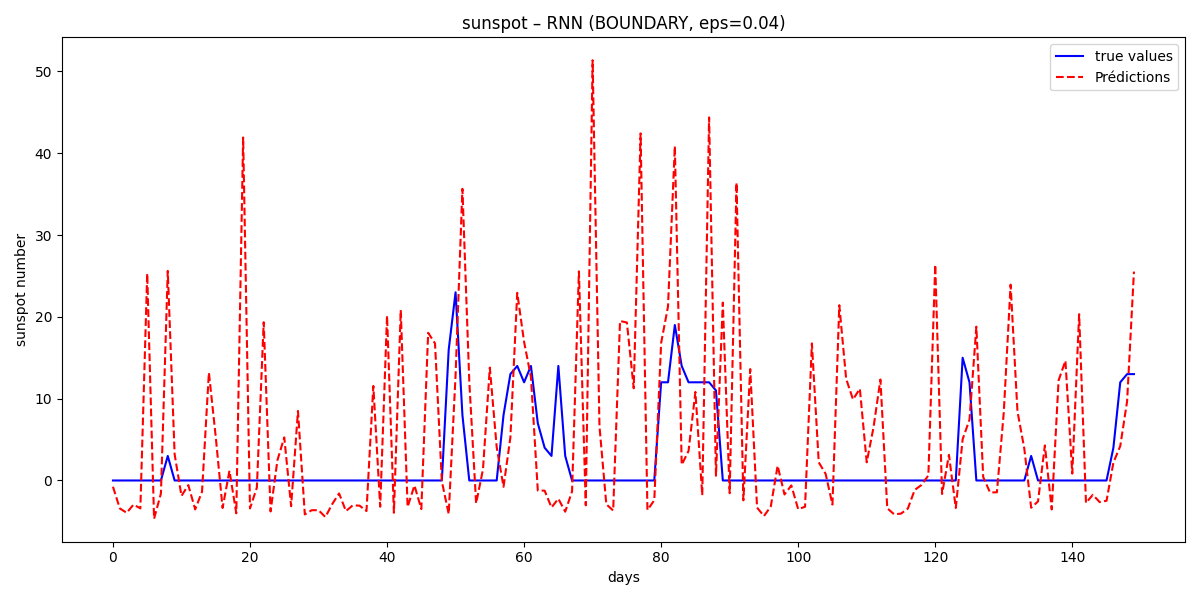 sunspot – RNN (BOUNDARY, eps=0.04)
true values
Prédictions
sunspot number
50
40
30
20
10
0
0 20 40 60 80 100 120 140
days